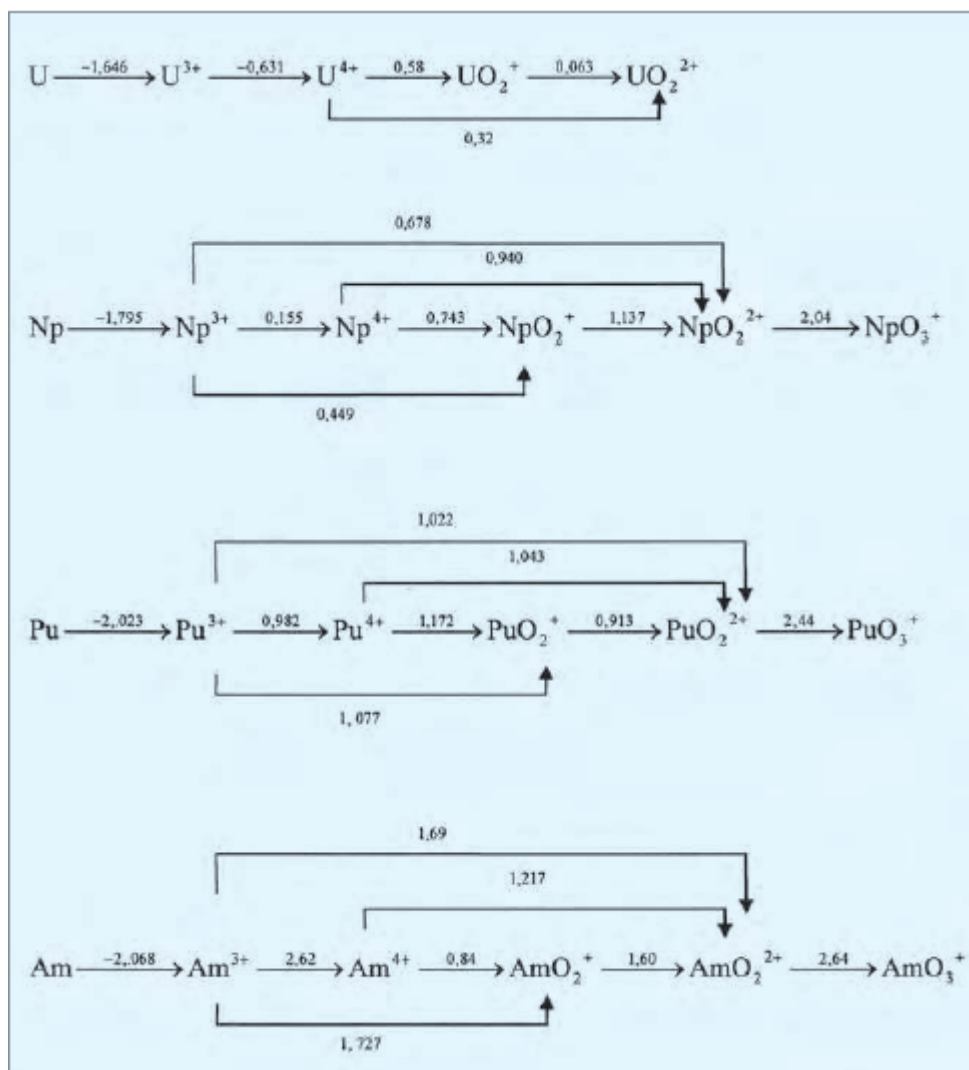 U −1,646 U³⁺ −0,631 U⁴⁺ 0,58 UO₂⁺ 0,063 UO₂²⁺
0,32
0,678
0,940
Np −1,795 Np³⁺ 0,155 Np⁴⁺ 0,743 NpO₂⁺ 1,137 NpO₂²⁺ 2,04 NpO₃⁺
0,449
1,022
1,043
Pu −2,023 Pu³⁺ 0,982 Pu⁴⁺ 1,172 PuO₂⁺ 0,913 PuO₂²⁺ 2,44 PuO₃⁺
1,077
1,69
1,217
Am −2,068 Am³⁺ 2,62 Am⁴⁺ 0,84 AmO₂⁺ 1,60 AmO₂²⁺ 2,64 AmO₃⁺
1,727